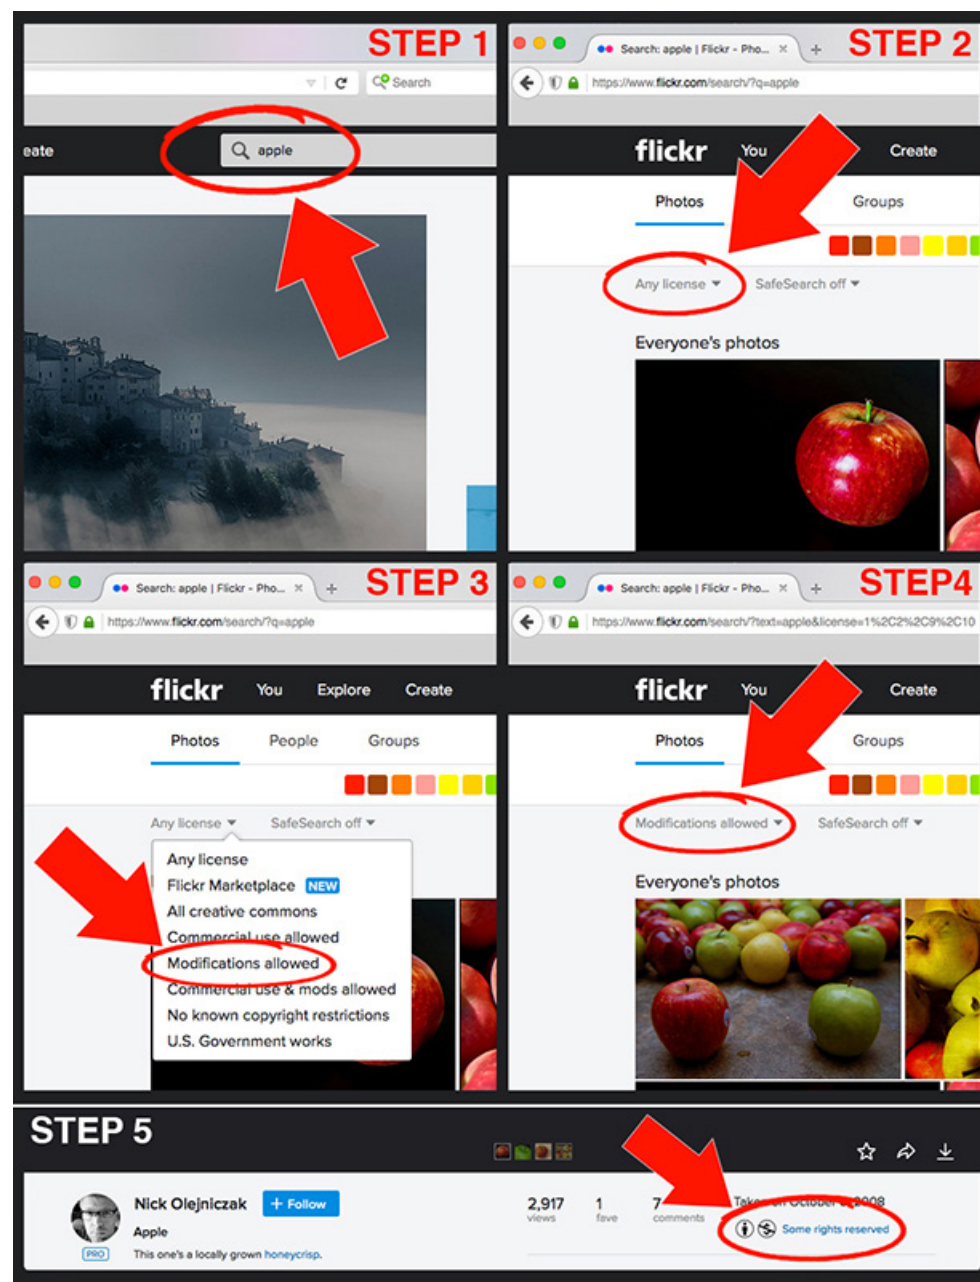 STEP 1
Search
eate
apple
STEP 2
Search: apple | Flickr - Pho...
https://www.flickr.com/search/?q=apple
flickr You Create
Photos Groups
Any license SafeSearch off
Everyone's photos
STEP 3
Search: apple | Flickr - Pho...
https://www.flickr.com/search/?q=apple
flickr You Explore Create
Photos People Groups
Any license SafeSearch off
Any license
Flickr Marketplace NEW
All creative commons
Commercial use allowed
Modifications allowed
Commercial use & mods allowed
No known copyright restrictions
U.S. Government works
STEP4
Search: apple | Flickr - Pho...
https://www.flickr.com/search/?text=apple&license=1%2C2%2C9%2C10
flickr You Create
Photos Groups
Modifications allowed SafeSearch off
Everyone's photos
STEP 5
Nick Olejniczak + Follow
Apple
PRO This one's a locally grown honeycrisp.
2,917 1 7
views fave comments
Taken on October 2008
Some rights reserved